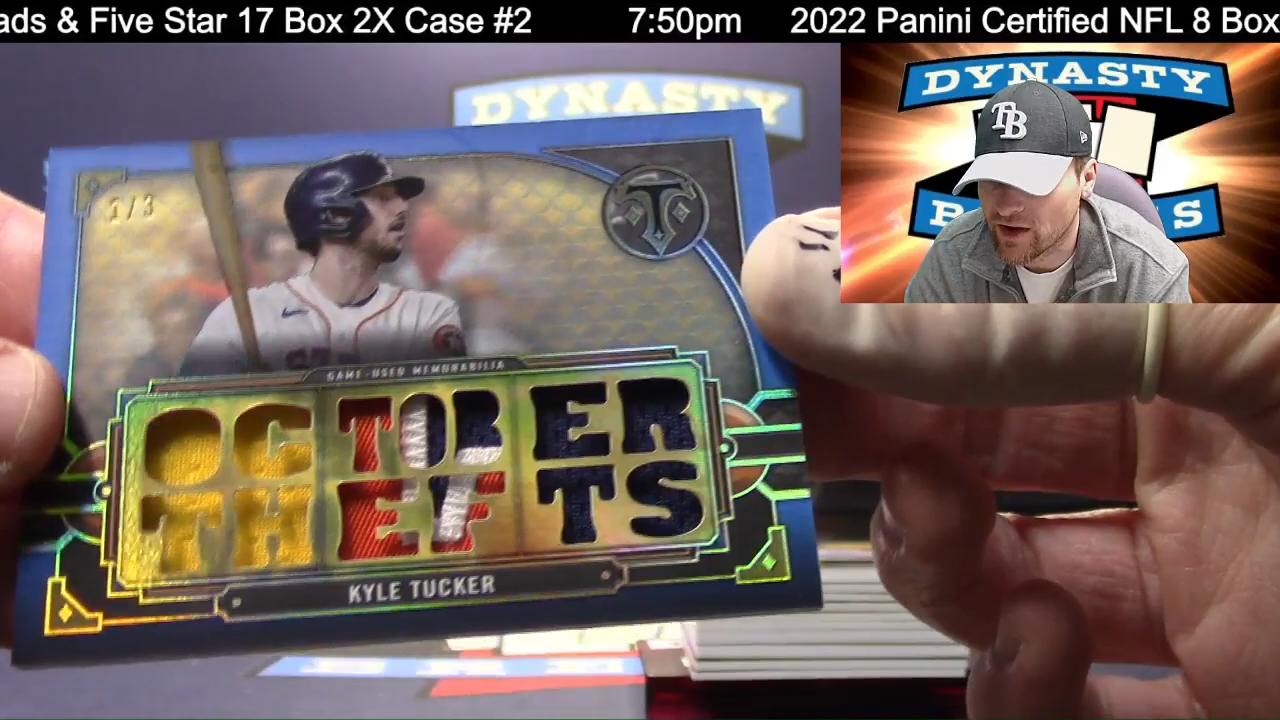 ads & Five Star 17 Box 2X Case #2 7:50pm 2022 Panini Certified NFL 8 Box
DYNASTY
DYNASTY
TB
B S
1/3
T
GAME-USED MEMORABILIA
OCTOBER
THEFTS
KYLE TUCKER